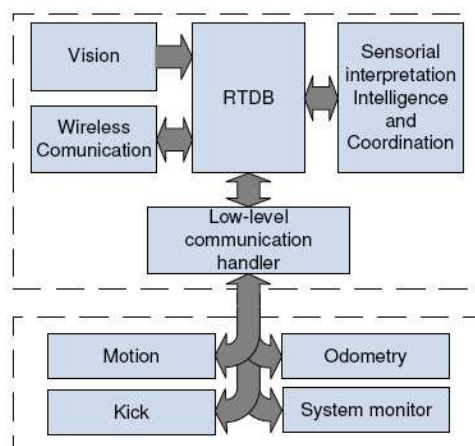 Vision
Wireless
Comunication
RTDB
Sensorial
interpretation
Intelligence
and
Coordination
Low-level
communication
handler
Motion
Odometry
Kick
System monitor